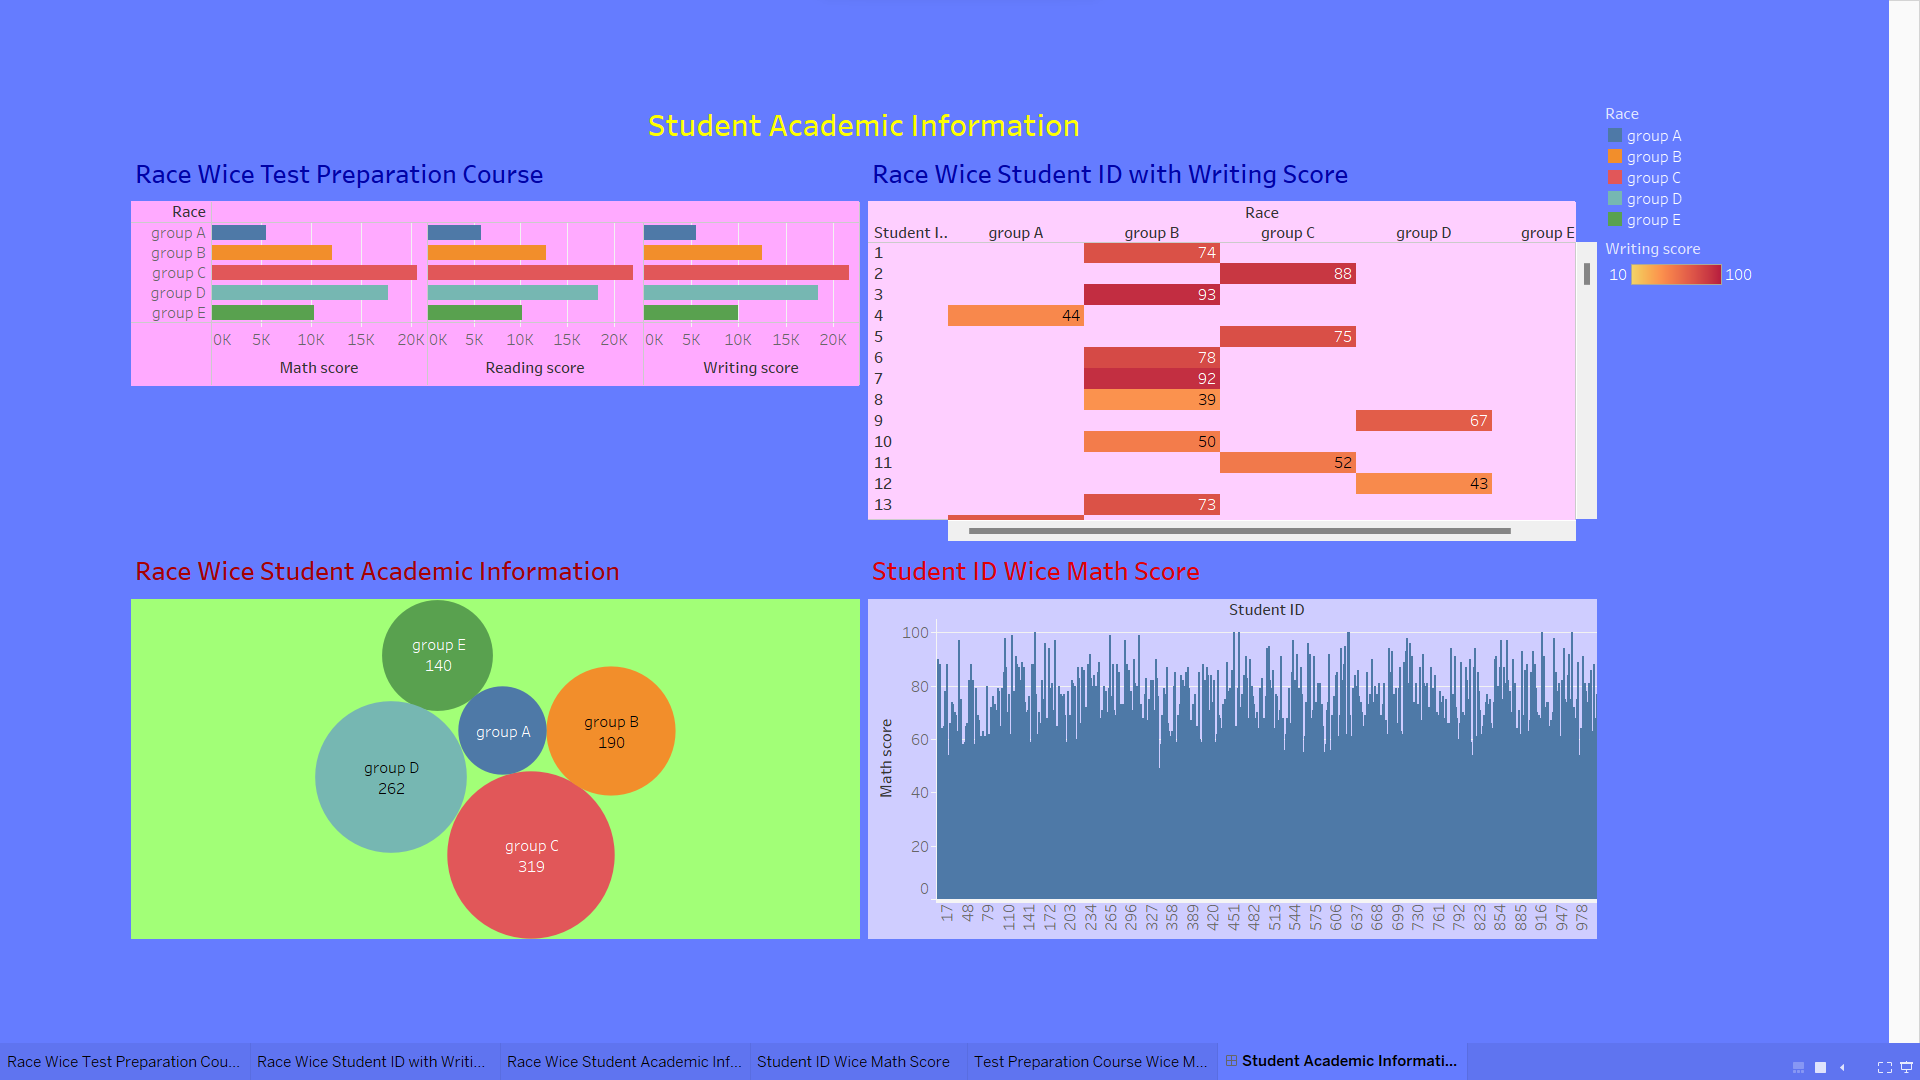 Student Academic Information
Race Wice Test Preparation Course
Race
group A
group B
group C
group D
group E
0K 5K 10K 15K 20K 0K 5K 10K 15K 20K 0K 5K 10K 15K 20K
Math score Reading score Writing score
Race Wice Student ID with Writing Score
Race
Student I.. group A group B group C group D group E
1 74
2 88
3 93
4 44
5 75
6 78
7 92
8 39
9 67
10 50
11 52
12 43
13 73
Race
group A
group B
group C
group D
group E
Writing score
10 100
Race Wice Student Academic Information
group E
140
group A
group B
190
group D
262
group C
319
Student ID Wice Math Score
Student ID
Math score
100
80
60
40
20
0
17 48 79 110 141 172 203 234 265 296 327 358 389 420 451 482 513 544 575 606 637 668 699 730 761 792 823 854 885 916 947 978
Race Wice Test Preparation Cou... Race Wice Student ID with Writi... Race Wice Student Academic Inf... Student ID Wice Math Score Test Preparation Course Wice M... Student Academic Informati...